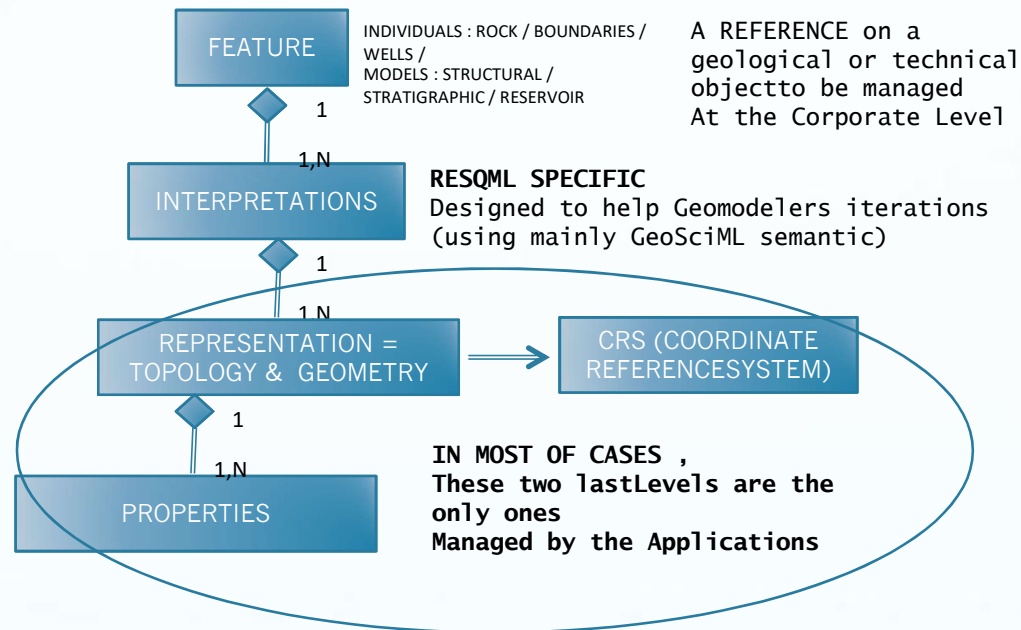 FEATURE
INDIVIDUALS : ROCK / BOUNDARIES /
WELLS /
MODELS : STRUCTURAL /
STRATIGRAPHIC / RESERVOIR
A REFERENCE on a
geological or technical
objectto be managed
At the Corporate Level
1
1,N
INTERPRETATIONS
RESQML SPECIFIC
Designed to help Geomodelers iterations
(using mainly GeoSciML semantic)
1
1,N
REPRESENTATION =
TOPOLOGY & GEOMETRY
CRS (COORDINATE
REFERENCESYSTEM)
1
1,N
PROPERTIES
IN MOST OF CASES ,
These two lastLevels are the
only ones
Managed by the Applications